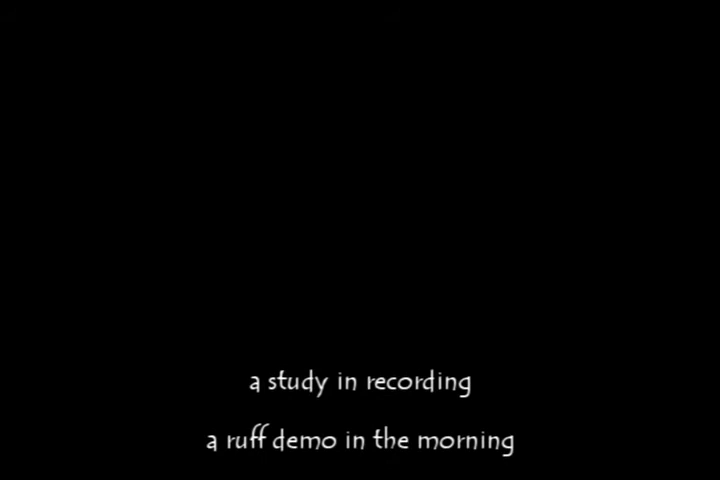 a study in recording
a ruff demo in the morning